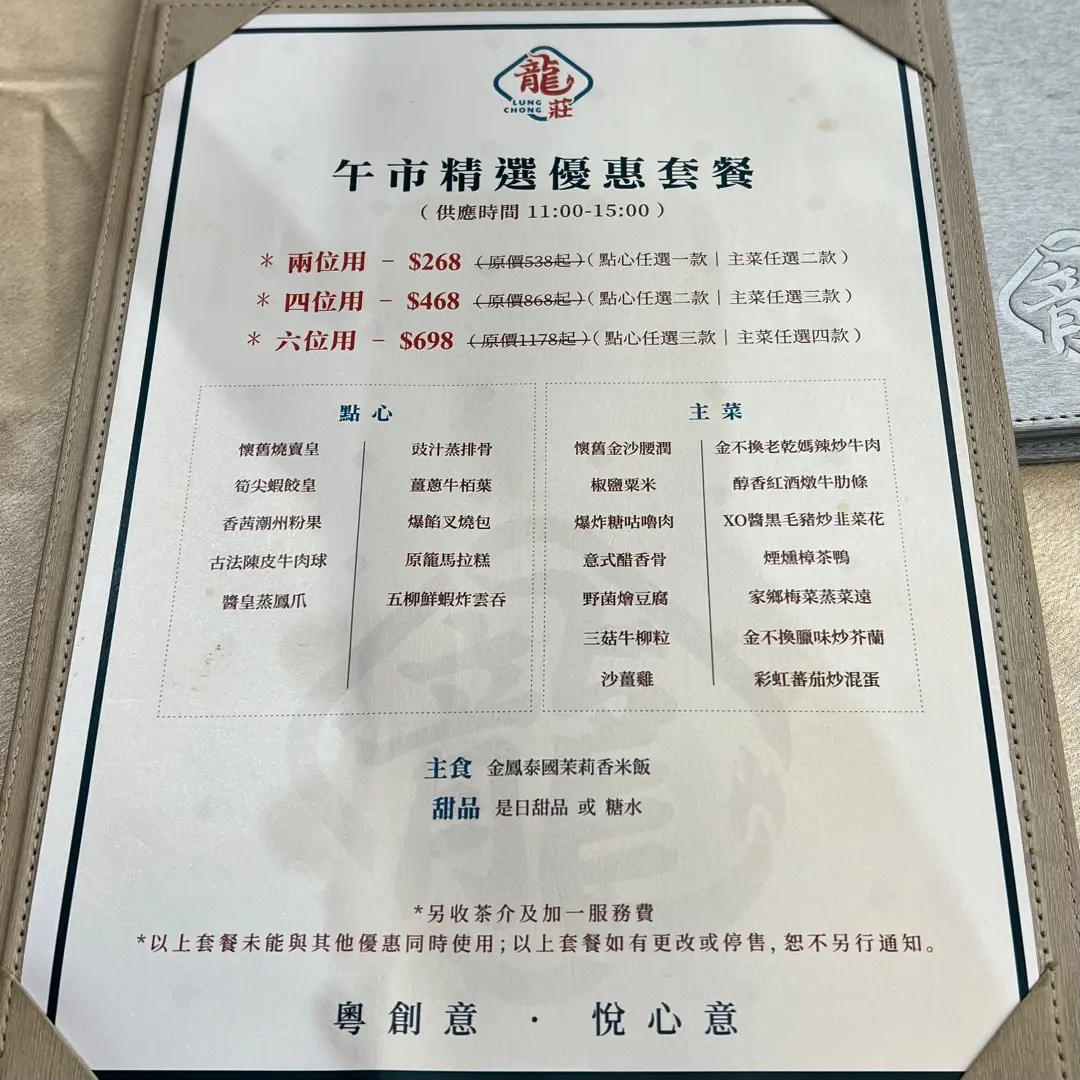 龍
LUNG
CHONG 莊
午市精選優惠套餐
( 供應時間 11:00-15:00 )
* 兩位用 - $268 (原價538起)( 點心任選一款 | 主菜任選二款 )
* 四位用 - $468 (原價868起)( 點心任選二款 | 主菜任選三款 )
* 六位用 - $698 (原價1178起)( 點心任選三款 | 主菜任選四款 )
點心
懷舊燒賣皇 豉汁蒸排骨
筍尖蝦餃皇 薑蔥牛栢葉
香茜潮州粉果 爆餡叉燒包
古法陳皮牛肉球 原籠馬拉糕
醬皇蒸鳳爪 五柳鮮蝦炸雲吞
主菜
懷舊金沙腰潤 金不換老乾媽辣炒牛肉
椒鹽粟米 醇香紅酒燉牛肋條
爆炸糖咕嚕肉 XO醬黑毛豬炒韭菜花
意式醋香骨 煙燻樟茶鴨
野菌燴豆腐 家鄉梅菜蒸菜遠
三菇牛柳粒 金不換臘味炒芥蘭
沙薑雞 彩虹蕃茄炒混蛋
主食 金鳳泰國茉莉香米飯
甜品 是日甜品 或 糖水
*另收茶介及加一服務費
*以上套餐未能與其他優惠同時使用;以上套餐如有更改或停售,恕不另行通知。
粵創意 · 悅心意
龍